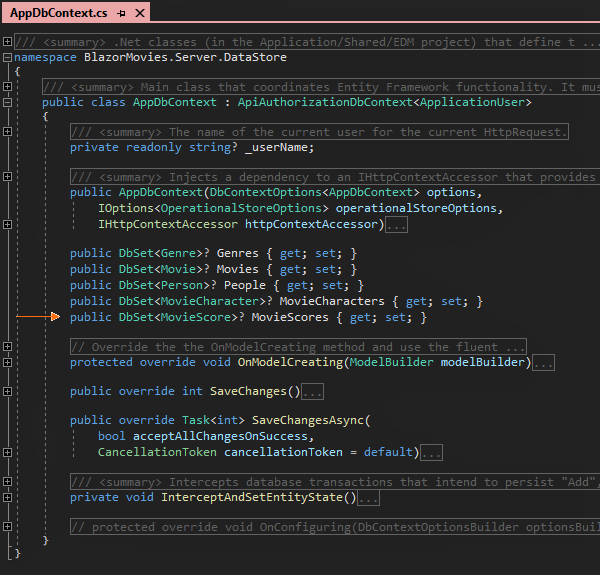 AppDbContext.cs
/// <summary> .Net classes (in the Application/Shared/EDM project) that define t ...
namespace BlazorMovies.Server.DataStore
{
/// <summary> Main class that coordinates Entity Framework functionality. It mus
public class AppDbContext : ApiAuthorizationDbContext<ApplicationUser>
{
/// <summary> The name of the current user for the current HttpRequest.
private readonly string? _userName;
/// <summary> Injects a dependency to an IHttpContextAccessor that provides
public AppDbContext(DbContextOptions<AppDbContext> options,
IOptions<OperationalStoreOptions> operationalStoreOptions,
IHttpContextAccessor httpContextAccessor)...
public DbSet<Genre>? Genres { get; set; }
public DbSet<Movie>? Movies { get; set; }
public DbSet<Person>? People { get; set; }
public DbSet<MovieCharacter>? MovieCharacters { get; set; }
public DbSet<MovieScore>? MovieScores { get; set; }
// Override the the OnModelCreating method and use the fluent ...
protected override void OnModelCreating(ModelBuilder modelBuilder)...
public override int SaveChanges()...
public override Task<int> SaveChangesAsync(
bool acceptAllChangesOnSuccess,
CancellationToken cancellationToken = default)...
/// <summary> Intercepts database transactions that intend to persist "Add",
private void InterceptAndSetEntityState()...
// protected override void OnConfiguring(DbContextOptionsBuilder optionsBuil
}
}